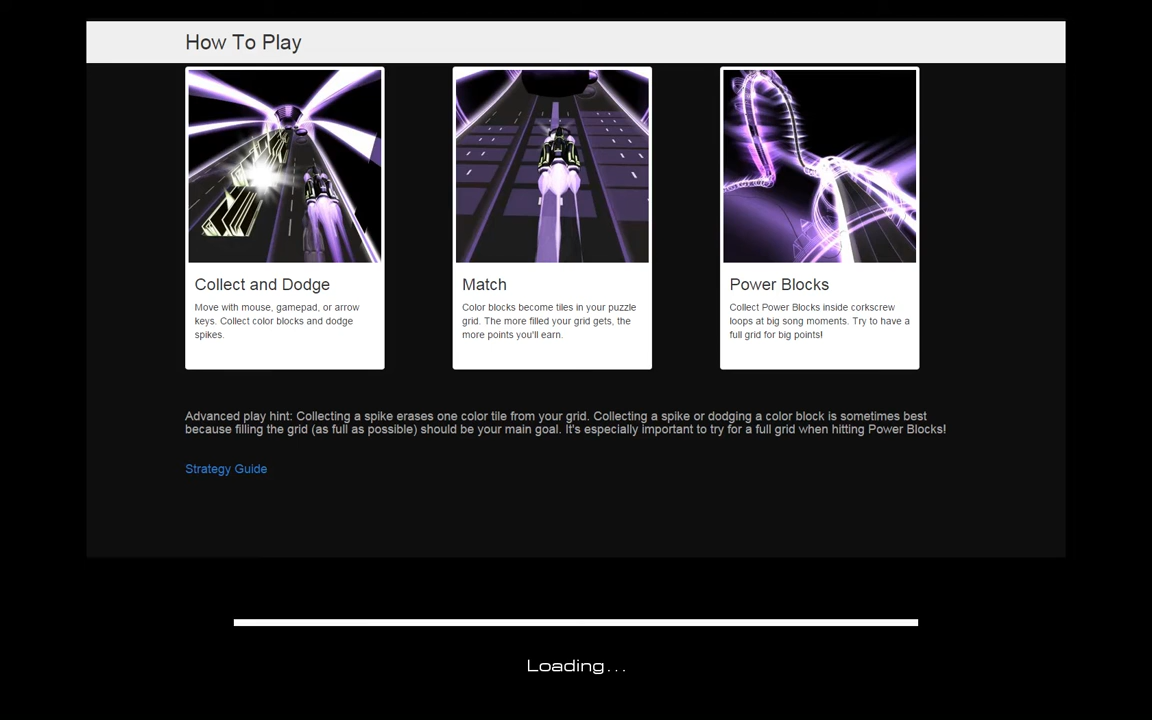 How To Play
Collect and Dodge
Move with mouse, gamepad, or arrow
keys. Collect color blocks and dodge
spikes.
Match
Color blocks become tiles in your puzzle
grid. The more filled your grid gets, the
more points you'll earn.
Power Blocks
Collect Power Blocks inside corkscrew
loops at big song moments. Try to have a
full grid for big points!
Advanced play hint: Collecting a spike erases one color tile from your grid. Collecting a spike or dodging a color block is sometimes best
because filling the grid (as full as possible) should be your main goal. It's especially important to try for a full grid when hitting Power Blocks!
Strategy Guide
Loading...